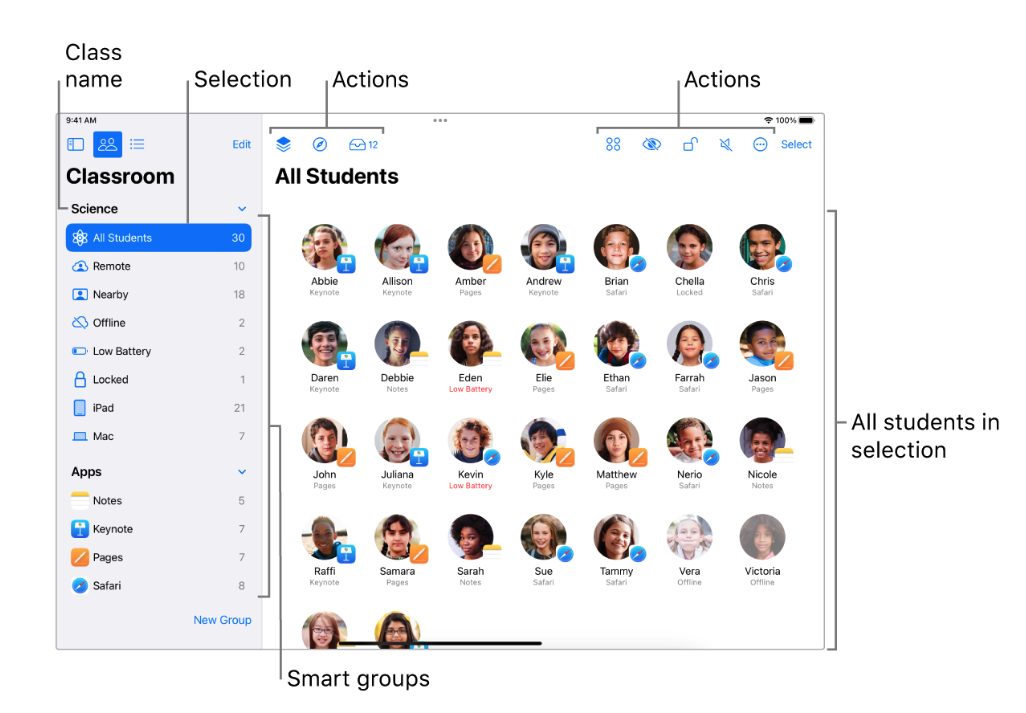 Class
name
Selection
Actions
Actions
9:41 AM
100%
Edit
12
Select
Classroom
All Students
Science
All Students 30
Remote 10
Nearby 18
Offline 2
Low Battery 2
Locked 1
iPad 21
Mac 7
Apps
Notes 5
Keynote 7
Pages 7
Safari 8
New Group
Abbie Allison Amber Andrew Brian Chella Chris
Keynote Keynote Pages Keynote Safari Locked Safari
Daren Debbie Eden Elie Ethan Farrah Jason
Keynote Notes Low Battery Pages Safari Safari Pages
John Juliana Kevin Kyle Matthew Nerio Nicole
Pages Keynote Low Battery Pages Pages Safari Notes
Raffi Samara Sarah Sue Tammy Vera Victoria
Keynote Pages Notes Safari Safari Offline Offline
All students in
selection
Smart groups